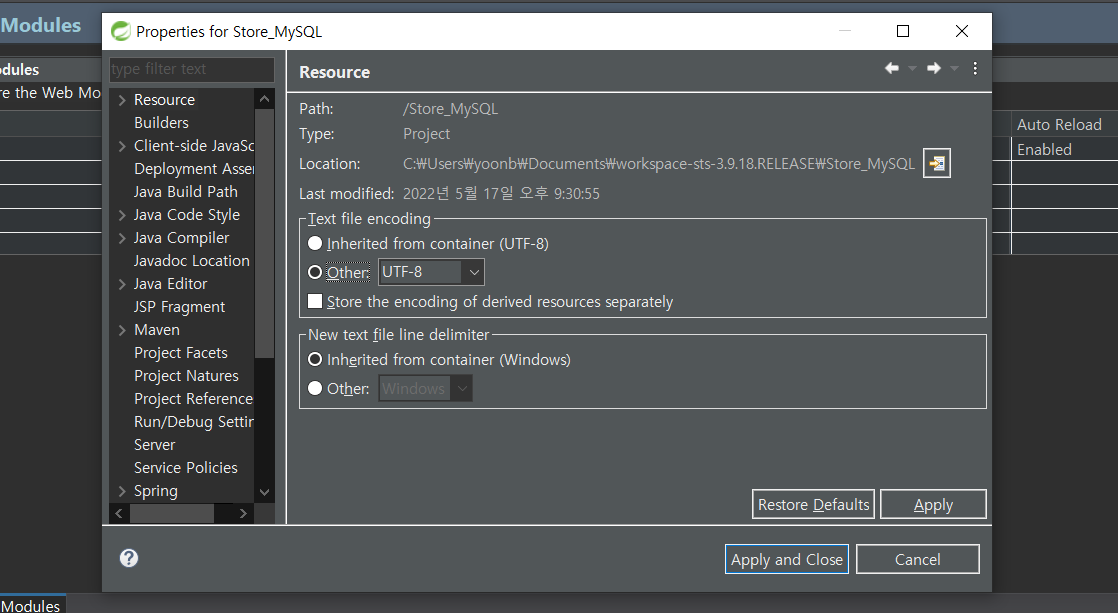 Modules
Properties for Store_MySQL
dules
type filter text
Resource
re the Web Mo
Resource
Builders
Client-side JavaSc
Deployment Asse
Java Build Path
Java Code Style
Java Compiler
Javadoc Location
Java Editor
JSP Fragment
Maven
Project Facets
Project Natures
Project Reference
Run/Debug Settin
Server
Service Policies
Spring
Path: /Store_MySQL
Type: Project
Location: C:₩Users₩yoonb₩Documents₩workspace-sts-3.9.18.RELEASE₩Store_MySQL
Last modified: 2022년 5월 17일 오후 9:30:55
Text file encoding
Inherited from container (UTF-8)
Other: UTF-8
Store the encoding of derived resources separately
New text file line delimiter
Inherited from container (Windows)
Other: Windows
Restore Defaults Apply
Apply and Close Cancel
Auto Reload
Enabled
Modules